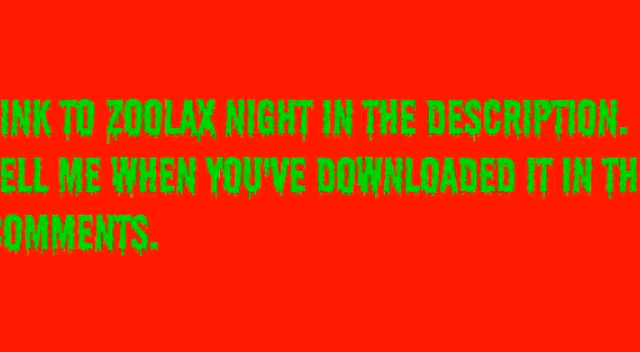 INK TO ZOOLAX NIGHT IN THE DESCRIPTION.
ELL ME WHEN YOU'VE DOWNLOADED IT IN TH
OMMENTS.